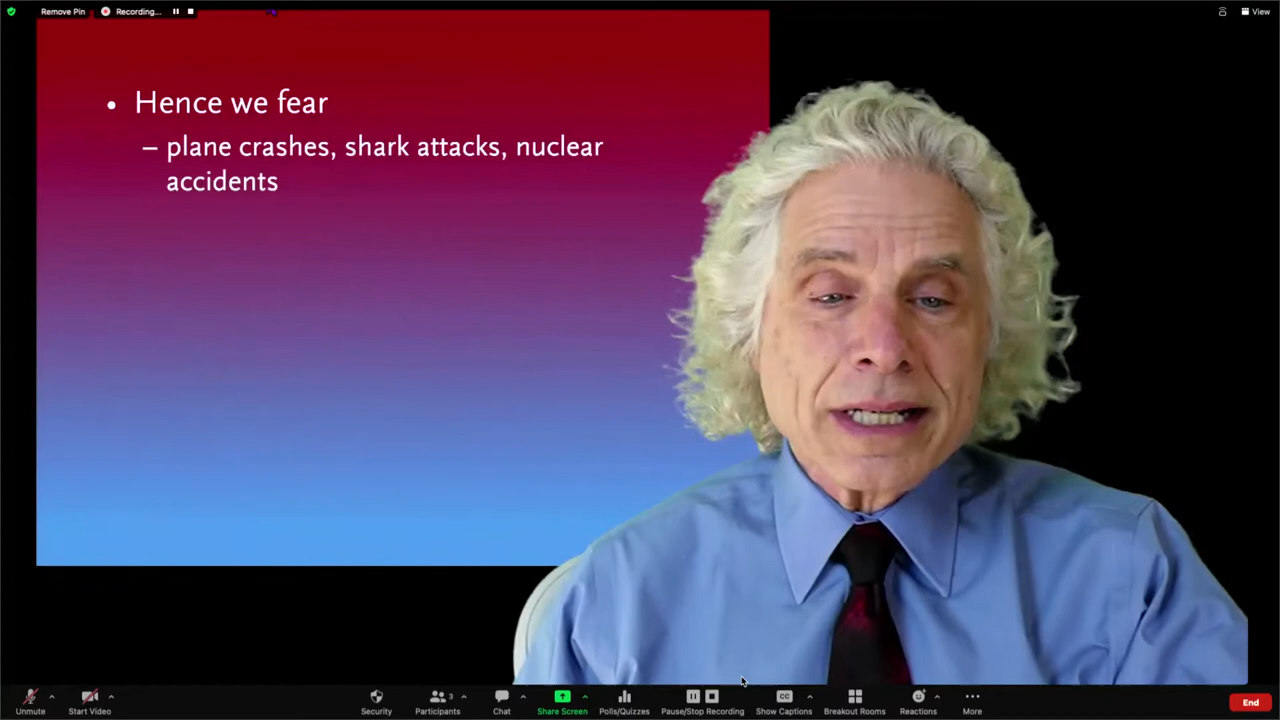 Remove Pin
Recording...
View
• Hence we fear
– plane crashes, shark attacks, nuclear
accidents
Unmute
Start Video
Security
3
Participants
Chat
Share Screen
Polls/Quizzes
Pause/Stop Recording
CC
Show Captions
Breakout Rooms
Reactions
More
End